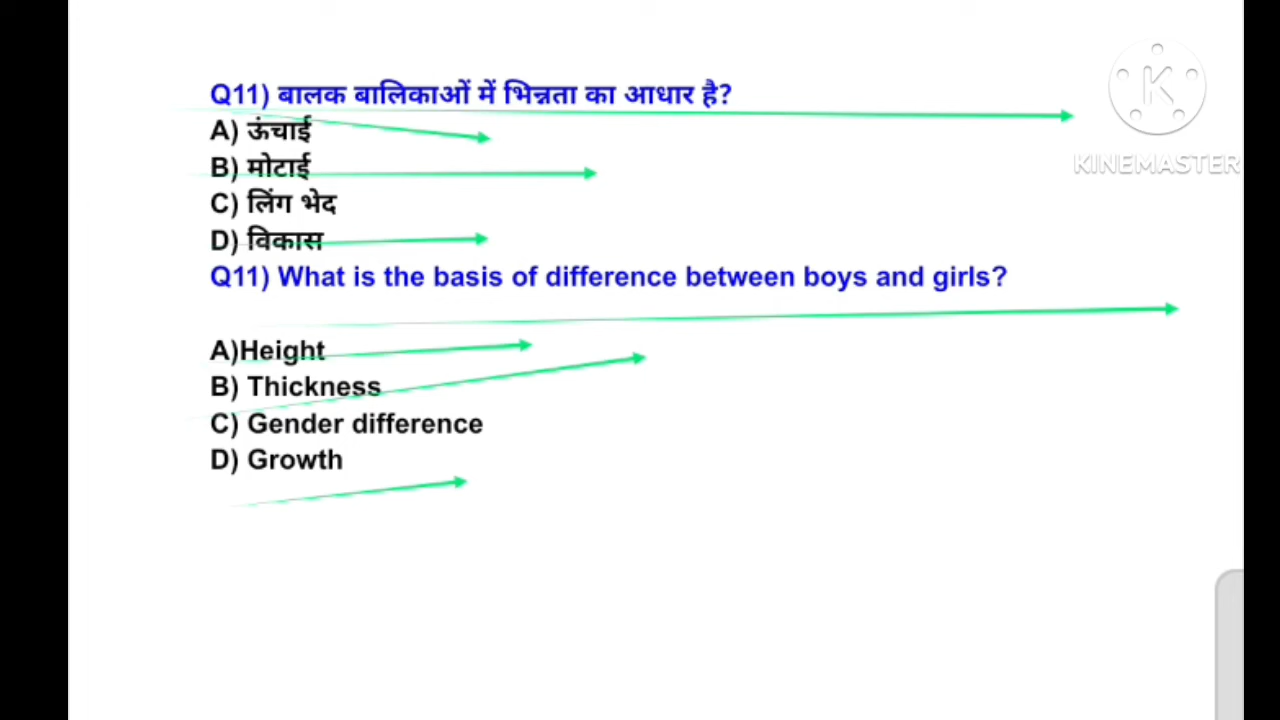 Q11) बालक बालिकाओं में भिन्नता का आधार है?
A) ऊंचाई
B) मोटाई
C) लिंग भेद
D) विकास
Q11) What is the basis of difference between boys and girls?
A)Height
B) Thickness
C) Gender difference
D) Growth
K
KINEMASTER